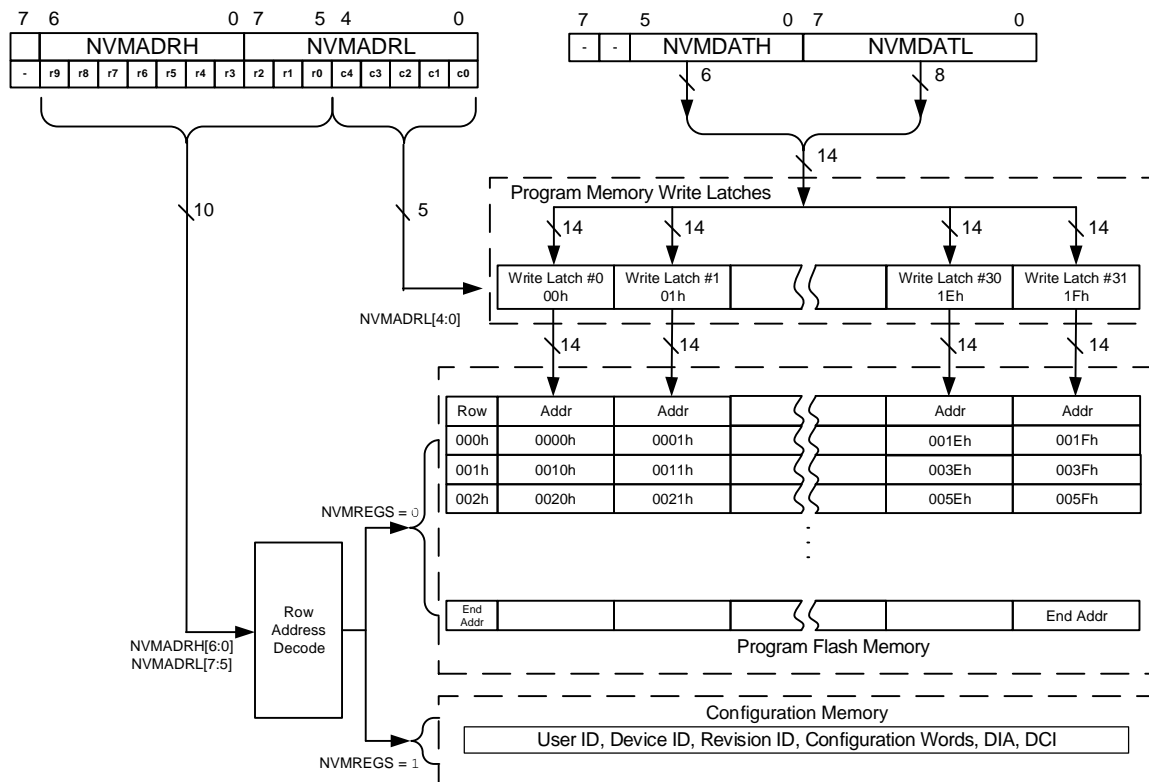 7 6 0 7 5 4 0
NVMADRH NVMADRL
- r9 r8 r7 r6 r5 r4 r3 r2 r1 r0 c4 c3 c2 c1 c0
7 5 0 7 0
- - NVMDATH NVMDATL
6 8
14
10 5
Program Memory Write Latches
14 14 14 14
Write Latch #0 Write Latch #1 Write Latch #30 Write Latch #31
00h 01h 1Eh 1Fh
NVMADRL[4:0]
14 14 14 14
Row Addr Addr Addr Addr
000h 0000h 0001h 001Eh 001Fh
001h 0010h 0011h 003Eh 003Fh
002h 0020h 0021h 005Eh 005Fh
NVMREGS = 0
End Addr End Addr
Program Flash Memory
Row
Address
Decode
NVMADRH[6:0]
NVMADRL[7:5]
Configuration Memory
User ID, Device ID, Revision ID, Configuration Words, DIA, DCI
NVMREGS = 1